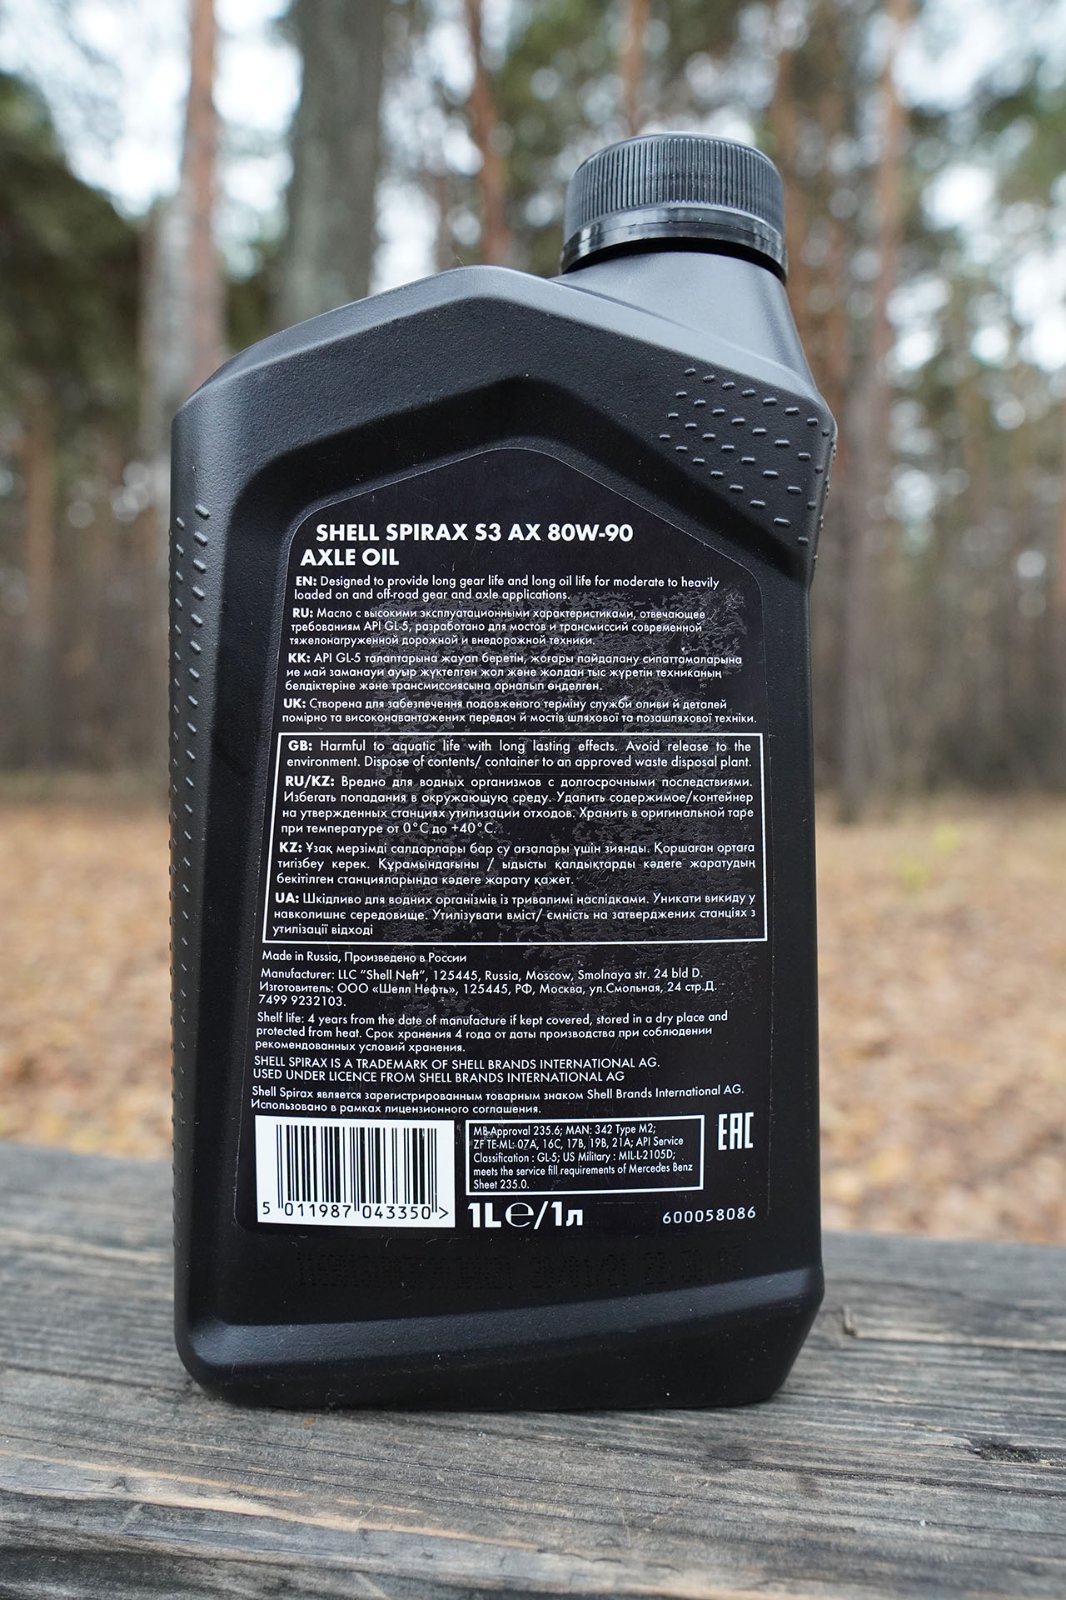 SHELL SPIRAX S3 AX 80W-90
AXLE OIL
EN: Designed to provide long gear life and long oil life for moderate to heavily
loaded on and off-road gear and axle applications.
RU: Масло с высокими эксплуатационными характеристиками, отвечающее
требованиям API GL-5, разработано для мостов и трансмиссий современной
тяжелонагруженной дорожной и внедорожной техники.
KK: API GL-5 талаптарына жауап беретін, жоғары пайдалану сипаттамаларына
ие май заманауи ауыр жүктелген жол және жолдан тыс жүретін техниканың
белдіктеріне және трансмиссиясына арналып өнделген.
UK: Створена для забезпечення подовженого терміну служби оливи й деталей
помірно та високонавантажених передач й мостів шляхової та позашляхової техніки.
GB: Harmful to aquatic life with long lasting effects. Avoid release to the
environment. Dispose of contents/ container to an approved waste disposal plant.
RU/KZ: Вредно для водных организмов с долгосрочными последствиями.
Избегать попадания в окружающую среду. Удалить содержимое/контейнер
на утвержденных станциях утилизации отходов. Хранить в оригинальной таре
при температуре от 0°C до +40°C.
KZ: Ұзақ мерзімді салдарлары бар су ағзалары үшін зиянды. Қоршаған ортаға
тигізбеу керек. Құрамындағыны / ыдысты қалдықтарды кәдеге жаратудың
бекітілген станцияларында кәдеге жарату қажет.
UA: Шкідливо для водних організмів із тривалимі наслідками. Уникати викиду у
навколишнє середовище. Утилізувати вміст/ ємність на затверджених станціях з
утилізації відході
Made in Russia, Произведено в России
Manufacturer: LLC "Shell Neft", 125445, Russia, Moscow, Smolnaya str. 24 bld D.
Изготовитель: ООО «Шелл Нефть», 125445, РФ, Москва, ул.Смольная, 24 стр.Д.
7499 9232103.
Shelf life: 4 years from the date of manufacture if kept covered, stored in a dry place and
protected from heat. Срок хранения 4 года от даты производства при соблюдении
рекомендованных условий хранения.
SHELL SPIRAX IS A TRADEMARK OF SHELL BRANDS INTERNATIONAL AG.
USED UNDER LICENCE FROM SHELL BRANDS INTERNATIONAL AG
Shell Spirax является зарегистрированным товарным знаком Shell Brands International AG.
Использовано в рамках лицензионного соглашения.
MB-Approval 235.6; MAN: 342 Type M2;
ZF TE-ML: 07A, 16C, 17B, 19B, 21A; API Service
Classification : GL-5; US Military : MIL-L-2105D;
meets the service fill requirements of Mercedes Benz
Sheet 235.0.
EAC
5 011987 043350 >
1L℮/1л
600058086